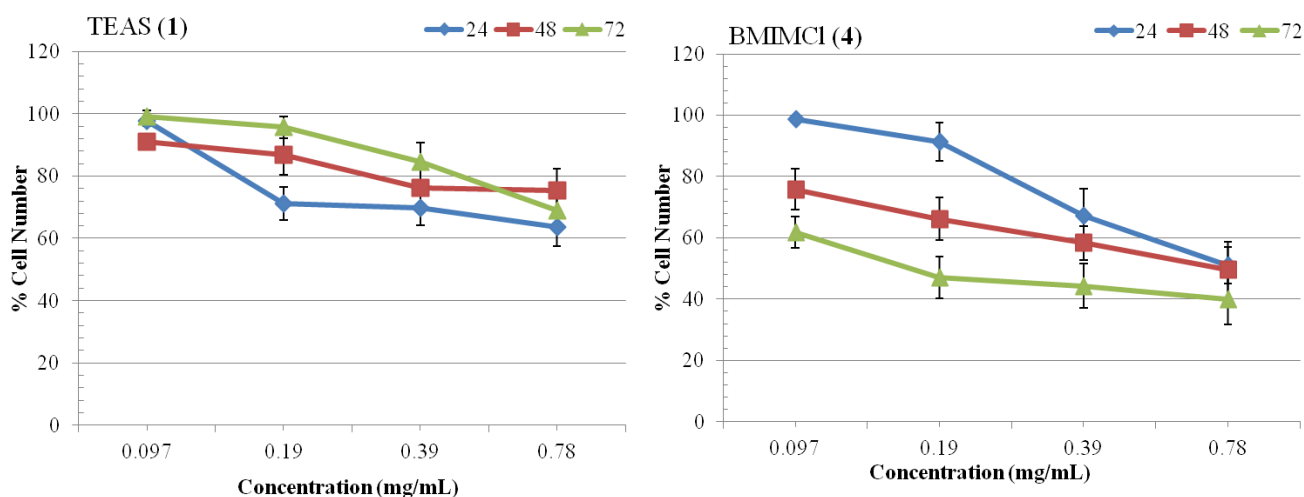 TEAS (1)
24 48 72
120
100
80
60
40
20
0
% Cell Number
0.097 0.19 0.39 0.78
Concentration (mg/mL)
BMIMCl (4)
24 48 72
120
100
80
60
40
20
0
% Cell Number
0.097 0.19 0.39 0.78
Concentration (mg/mL)